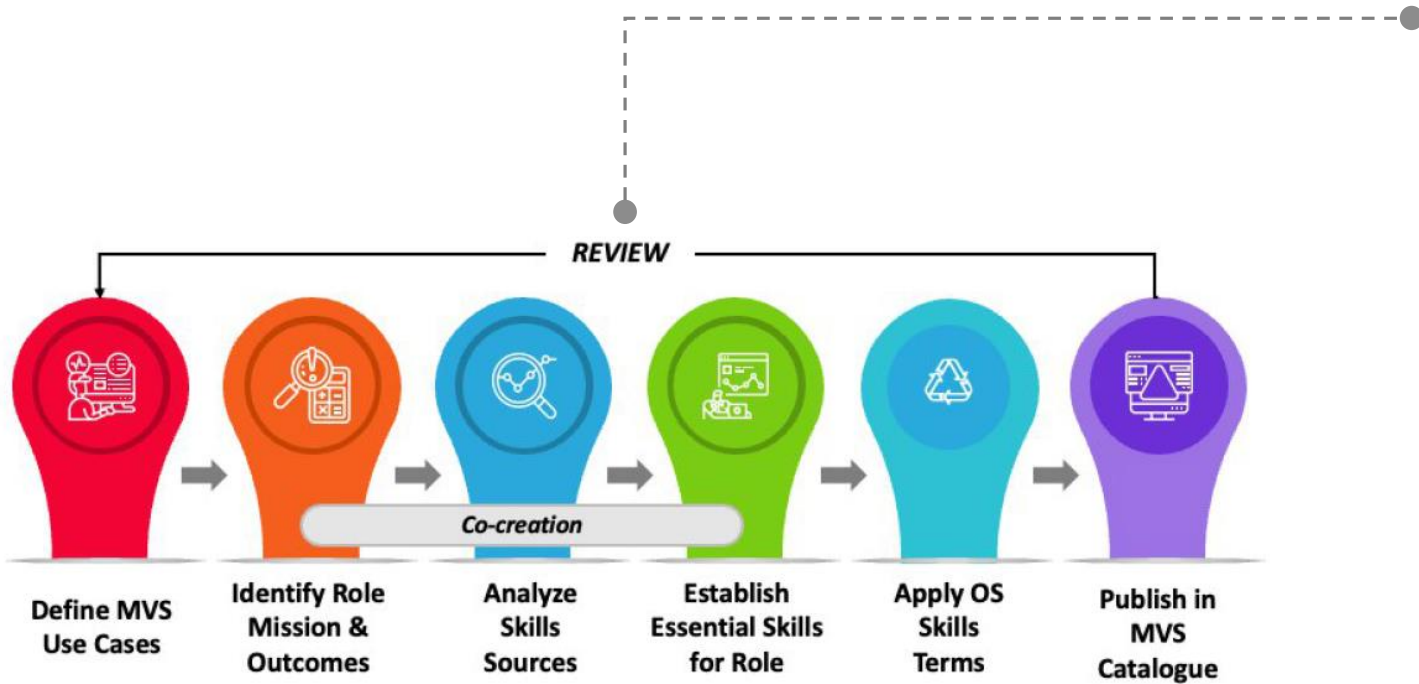 REVIEW
Co-creation
Define MVS
Use Cases
Identify Role
Mission &
Outcomes
Analyze
Skills
Sources
Establish
Essential Skills
for Role
Apply OS
Skills
Terms
Publish in
MVS
Catalogue